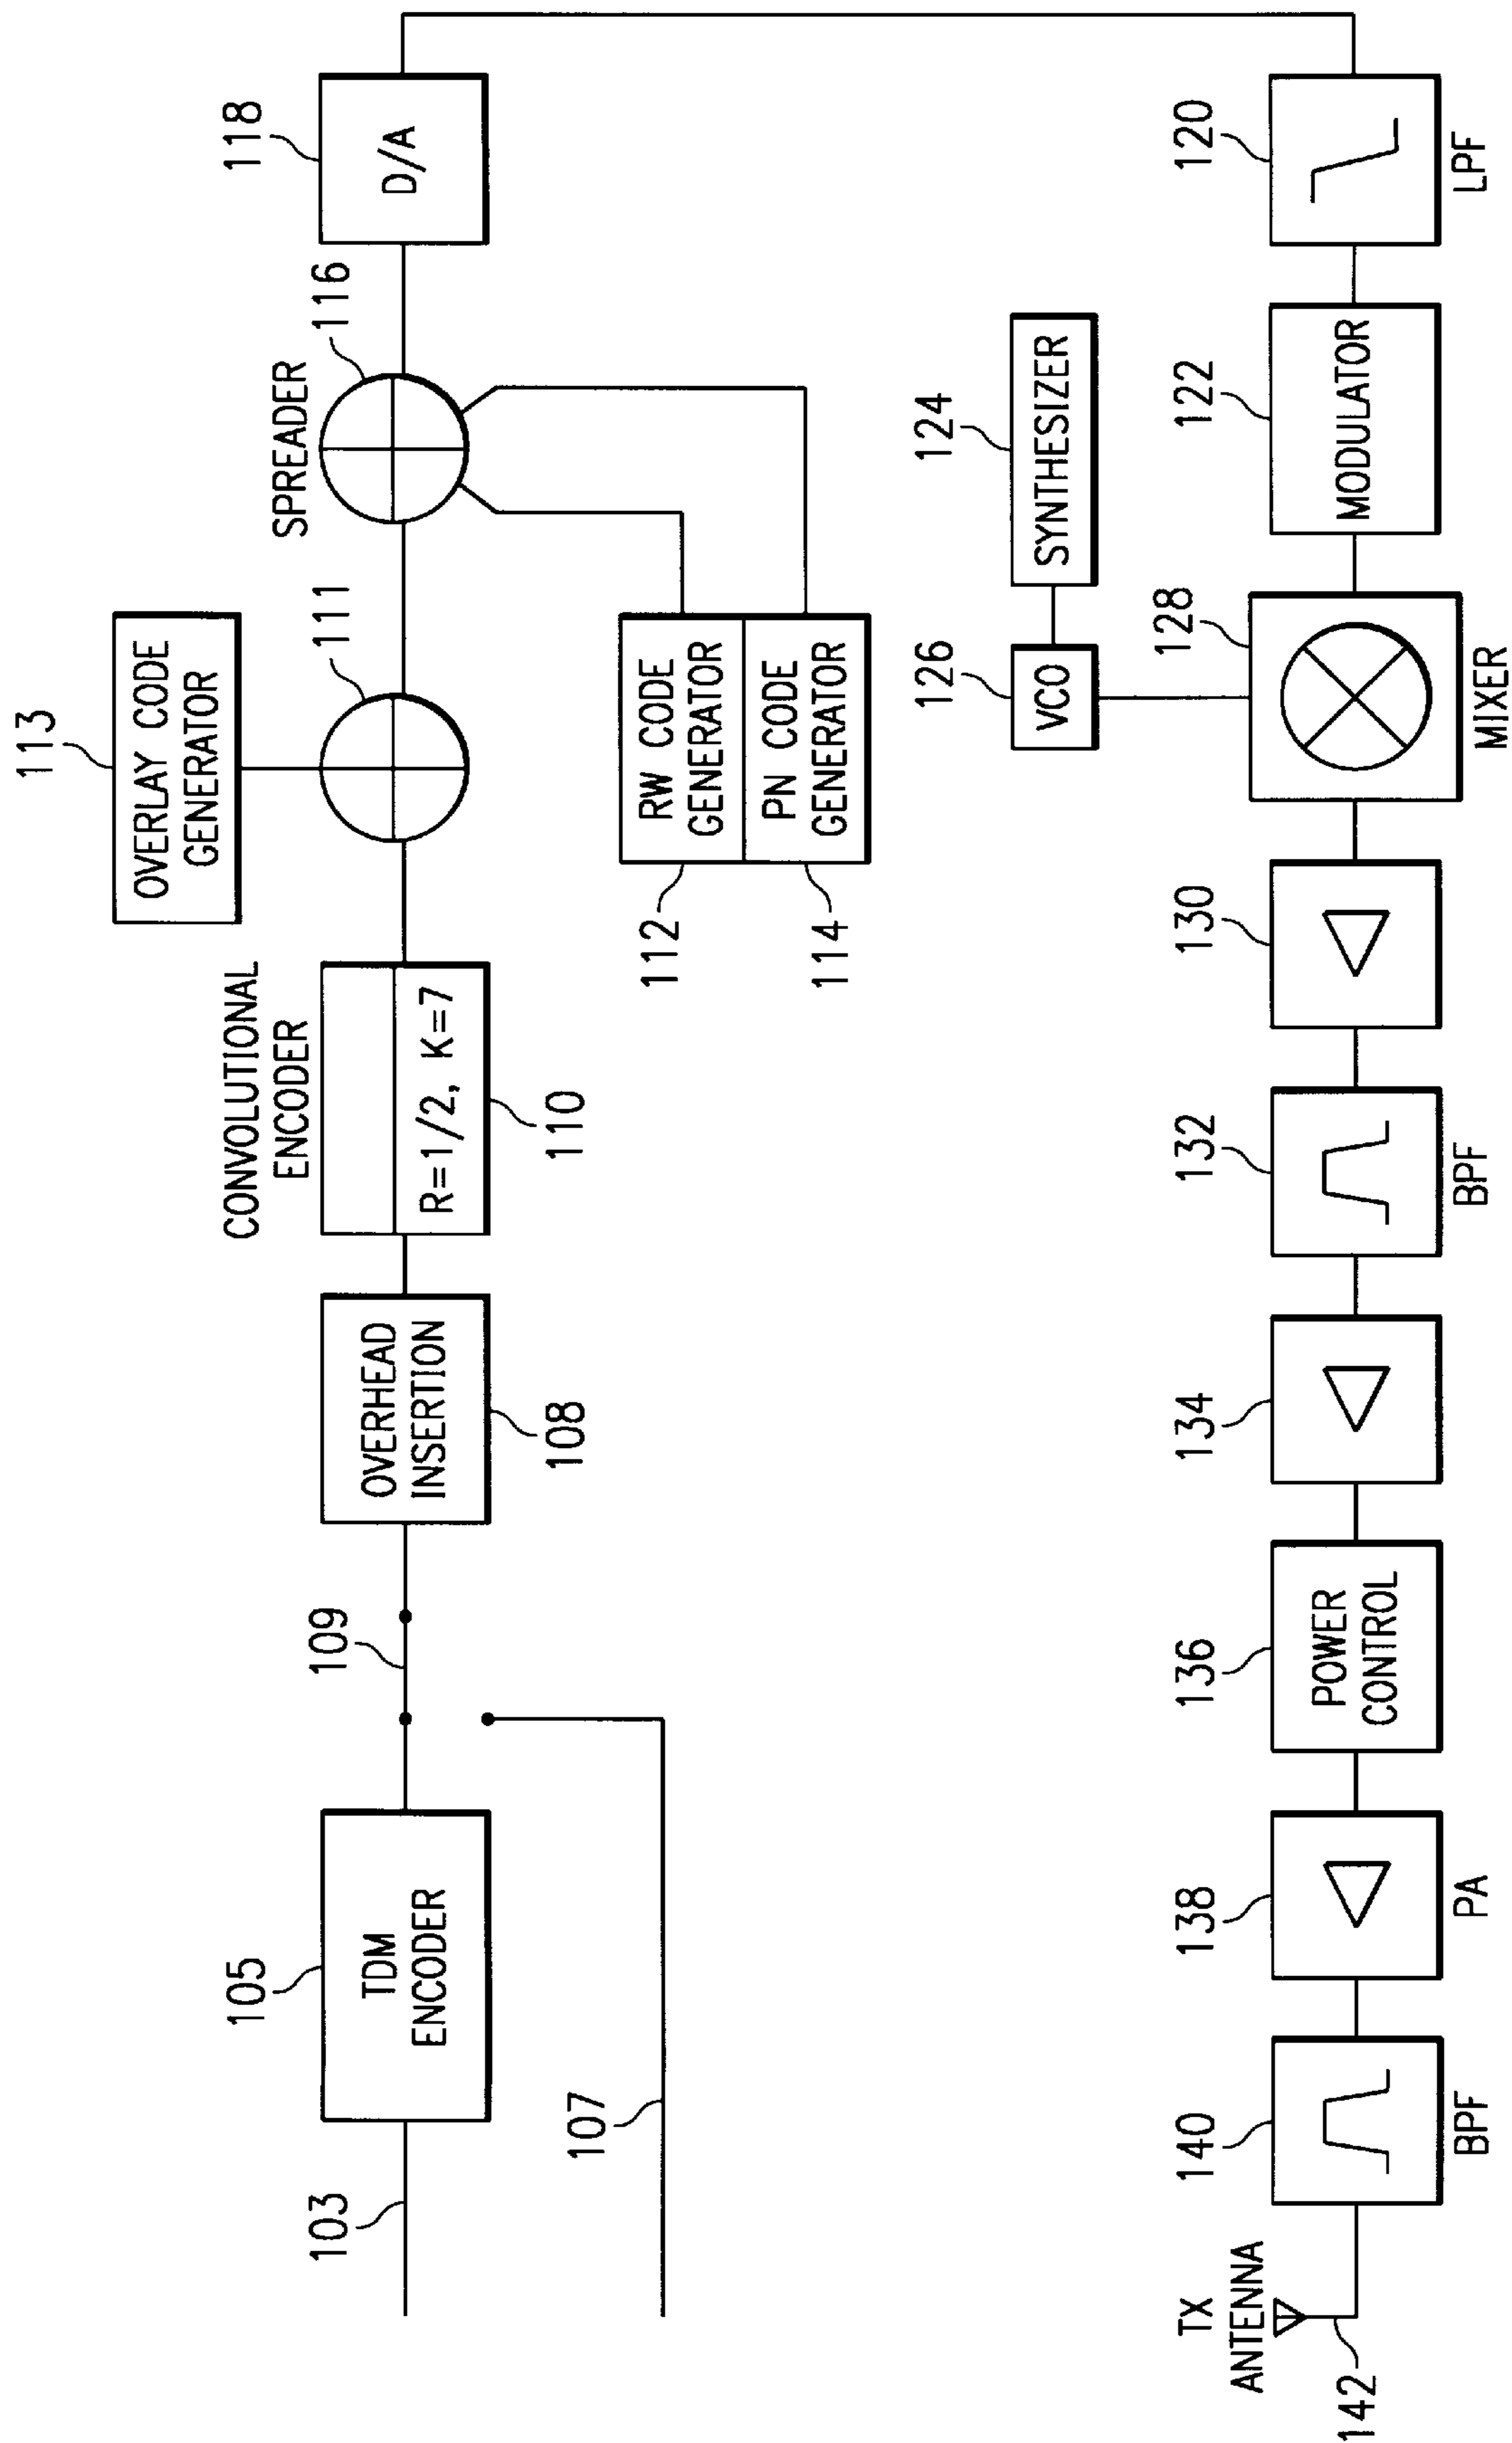 113
OVERLAY CODE
GENERATOR
103
105
TDM
ENCODER
107
109
OVERHEAD
INSERTION
108
CONVOLUTIONAL
ENCODER
R=1/2, K=7
110
111
SPREADER
116
118
D/A
RW CODE
GENERATOR
112
PN CODE
GENERATOR
114
126
VCO
124
SYNTHESIZER
TX
ANTENNA
142
140
BPF
138
PA
136
POWER
CONTROL
134
132
BPF
130
128
MIXER
122
MODULATOR
120
LPF